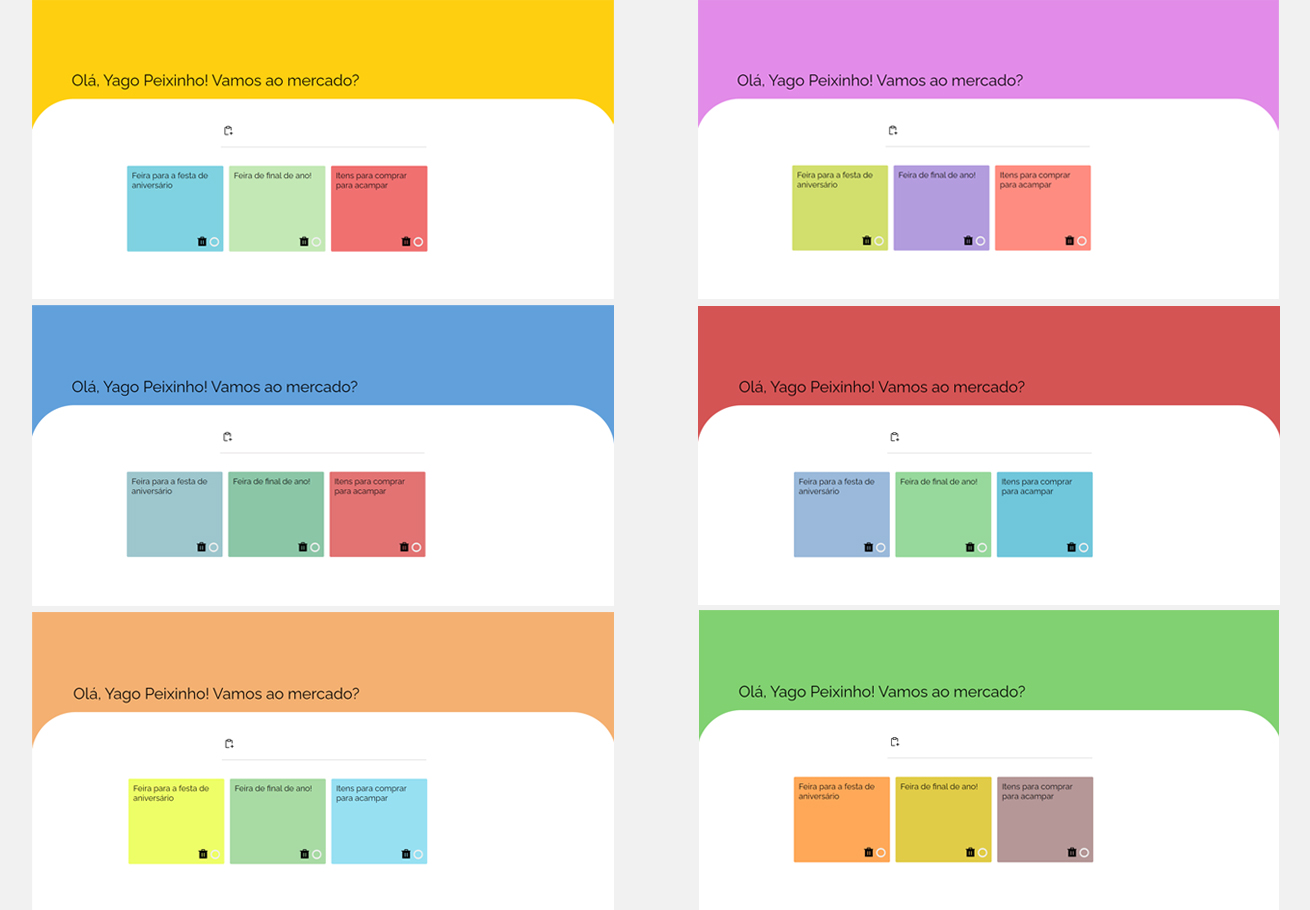 Olá, Yago Peixinho! Vamos ao mercado?
Feira para a festa de
aniversário
Feira de final de ano!
Itens para comprar
para acampar
Olá, Yago Peixinho! Vamos ao mercado?
Feira para a festa de
aniversário
Feira de final de ano!
Itens para comprar
para acampar
Olá, Yago Peixinho! Vamos ao mercado?
Feira para a festa de
aniversário
Feira de final de ano!
Itens para comprar
para acampar
Olá, Yago Peixinho! Vamos ao mercado?
Feira para a festa de
aniversário
Feira de final de ano!
Itens para comprar
para acampar
Olá, Yago Peixinho! Vamos ao mercado?
Feira para a festa de
aniversário
Feira de final de ano!
Itens para comprar
para acampar
Olá, Yago Peixinho! Vamos ao mercado?
Feira para a festa de
aniversário
Feira de final de ano!
Itens para comprar
para acampar